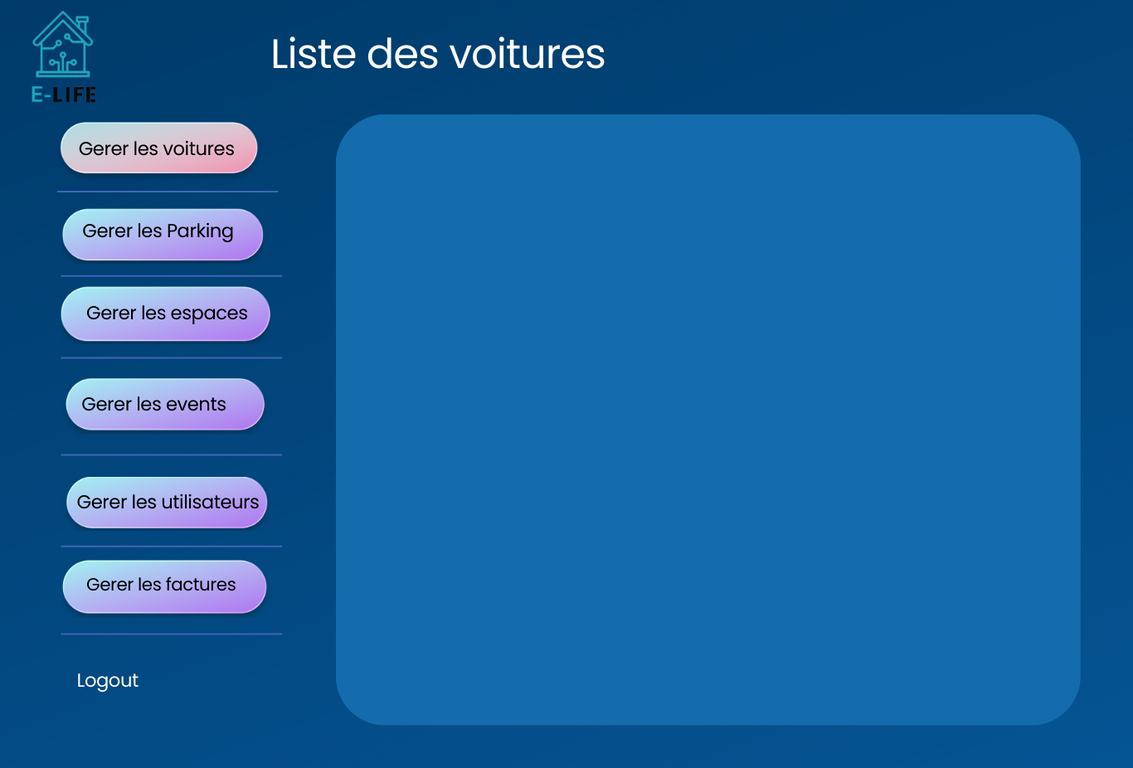 Liste des voitures
E-LIFE
Gerer les voitures
Gerer les Parking
Gerer les espaces
Gerer les events
Gerer les utilisateurs
Gerer les factures
Logout